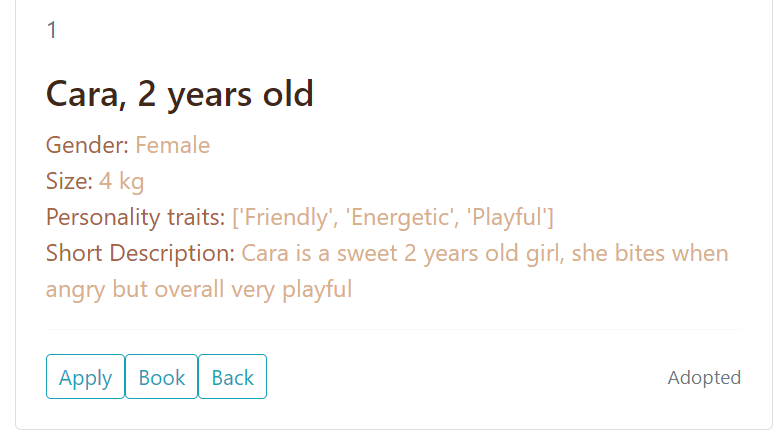 1
Cara, 2 years old
Gender: Female
Size: 4 kg
Personality traits: ['Friendly', 'Energetic', 'Playful']
Short Description: Cara is a sweet 2 years old girl, she bites when
angry but overall very playful
Apply Book Back Adopted